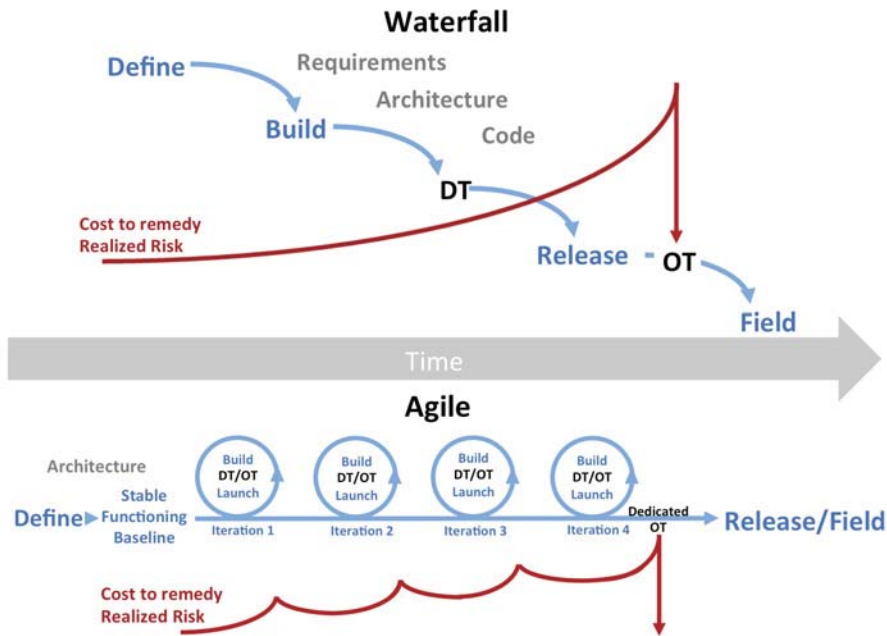 Waterfall
Define
Requirements
Architecture
Build
Code
DT
Cost to remedy
Realized Risk
Release
OT
Field
Time
Agile
Architecture
Define
Stable
Functioning
Baseline
Build
DT/OT
Launch
Iteration 1
Build
DT/OT
Launch
Iteration 2
Build
DT/OT
Launch
Iteration 3
Build
DT/OT
Launch
Iteration 4
Dedicated
OT
Release/Field
Cost to remedy
Realized Risk